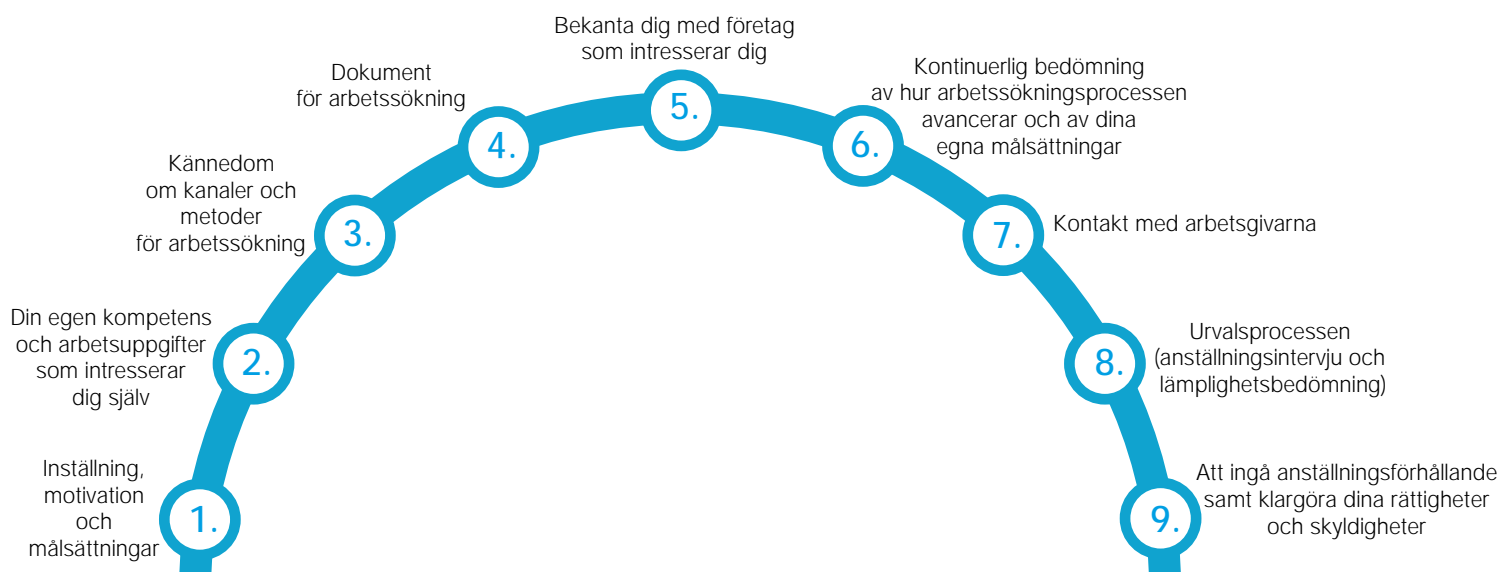 1.
Inställning,
motivation
och
målsättningar
2.
Din egen kompetens
och arbetsuppgifter
som intresserar
dig själv
3.
Kännedom
om kanaler och
metoder
för arbetssökning
4.
Dokument
för arbetssökning
5.
Bekanta dig med företag
som intresserar dig
6.
Kontinuerlig bedömning
av hur arbetssökningsprocessen
avancerar och av dina
egna målsättningar
7.
Kontakt med arbetsgivarna
8.
Urvalsprocessen
(anställningsintervju och
lämplighetsbedömning)
9.
Att ingå anställningsförhållande
samt klargöra dina rättigheter
och skyldigheter